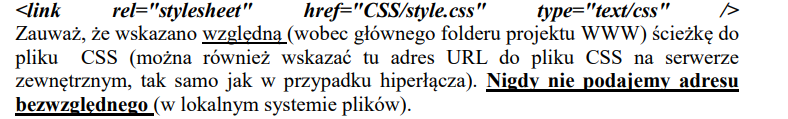 <link rel="stylesheet" href="CSS/style.css" type="text/css" />
Zauważ, że wskazano względną (wobec głównego folderu projektu WWW) ścieżkę do
pliku CSS (można również wskazać tu adres URL do pliku CSS na serwerze
zewnętrznym, tak samo jak w przypadku hiperłącza). Nigdy nie podajemy adresu
bezwzględnego (w lokalnym systemie plików).